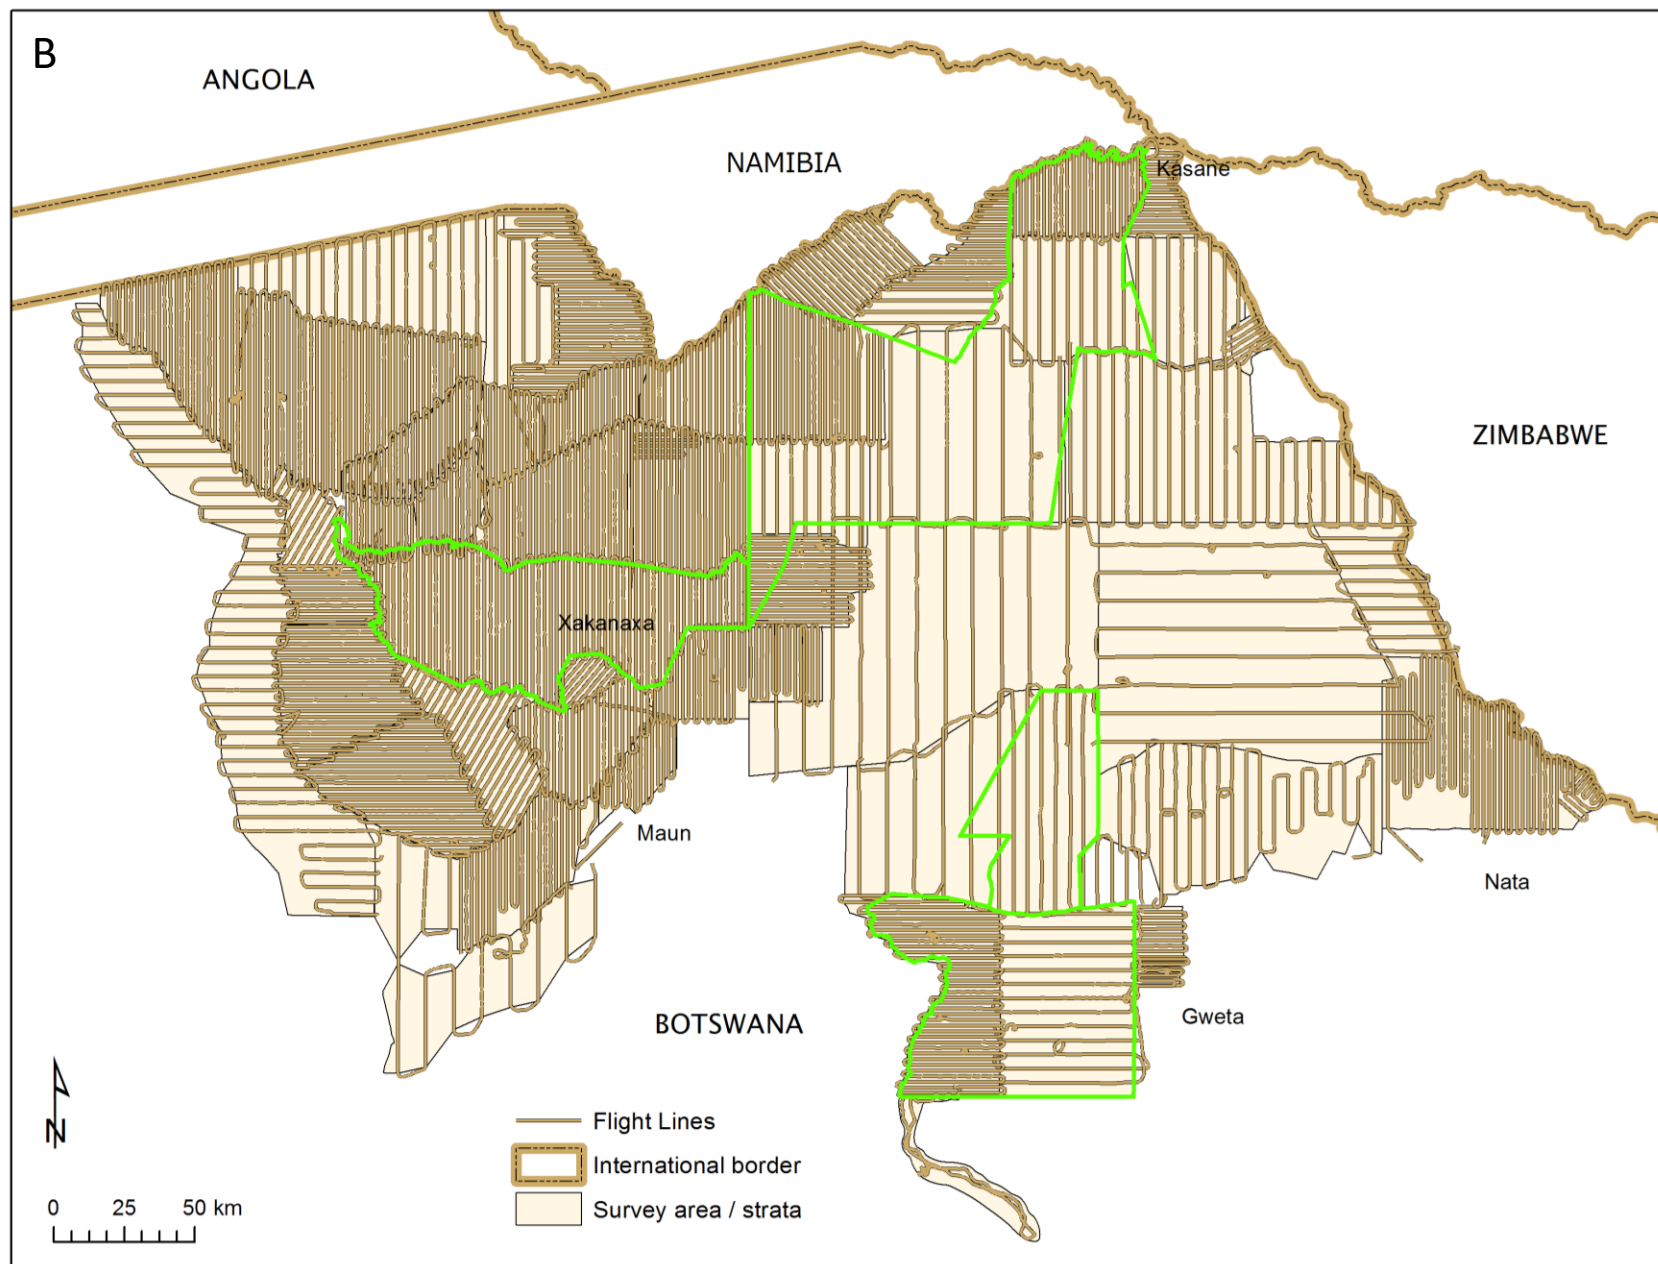 B
ANGOLA
NAMIBIA
Kasane
ZIMBABWE
Xakanaxa
Maun
Nata
BOTSWANA
Gweta
N
Flight Lines
International border
Survey area / strata
0 25 50 km